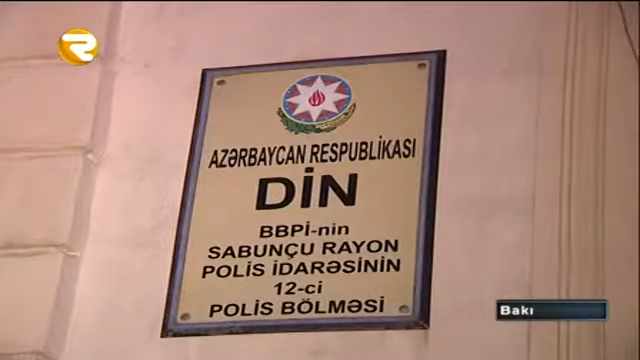 AZƏRBAYCAN RESPUBLİKASI
DİN
BBPİ-nin
SABUNÇU RAYON
POLİS İDARƏSİNİN
12-ci
POLİS BÖLMƏSİ
Bakı